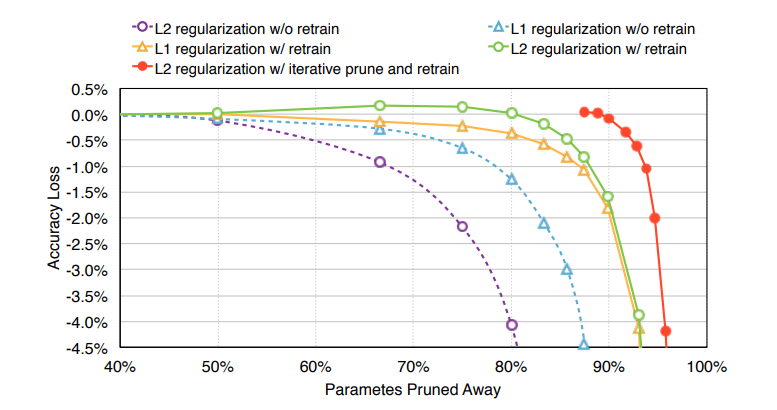 L2 regularization w/o retrain
L1 regularization w/o retrain
L1 regularization w/ retrain
L2 regularization w/ retrain
L2 regularization w/ iterative prune and retrain
Accuracy Loss
0.5%
0.0%
-0.5%
-1.0%
-1.5%
-2.0%
-2.5%
-3.0%
-3.5%
-4.0%
-4.5%
40%
50%
60%
70%
80%
90%
100%
Parametes Pruned Away